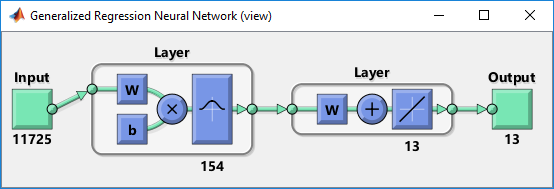 Generalized Regression Neural Network (view)
Layer
Layer
Input
Output
W
b
W
11725
154
13
13